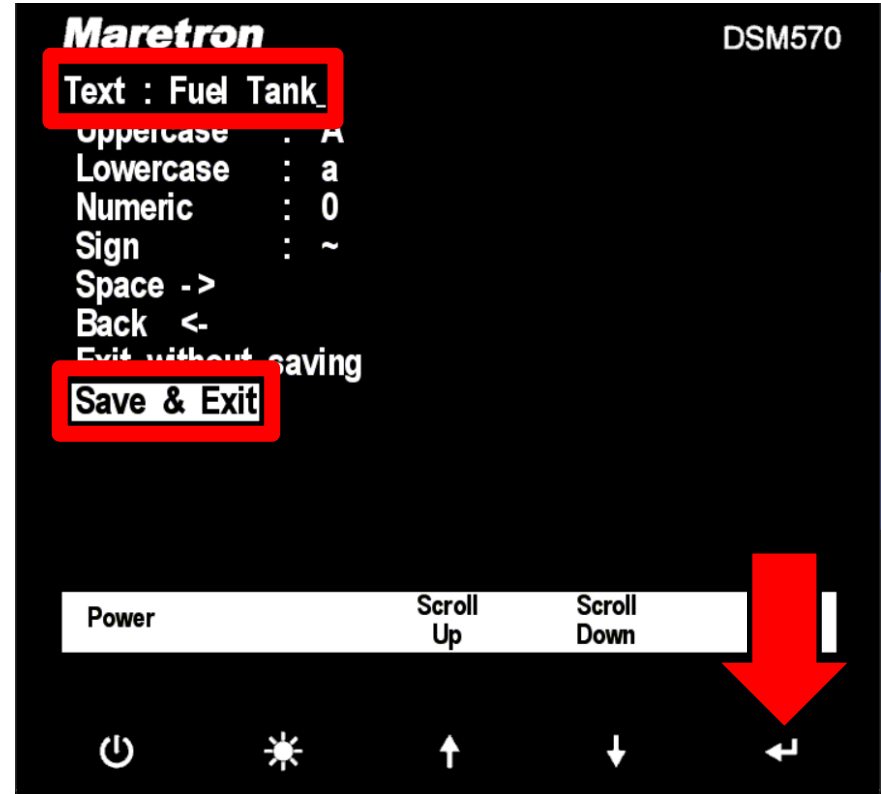 Maretron DSM570
Text : Fuel Tank_
Uppercase : A
Lowercase : a
Numeric : 0
Sign : ~
Space ->
Back <-
Exit without saving
Save & Exit
Power Scroll Up Scroll Down